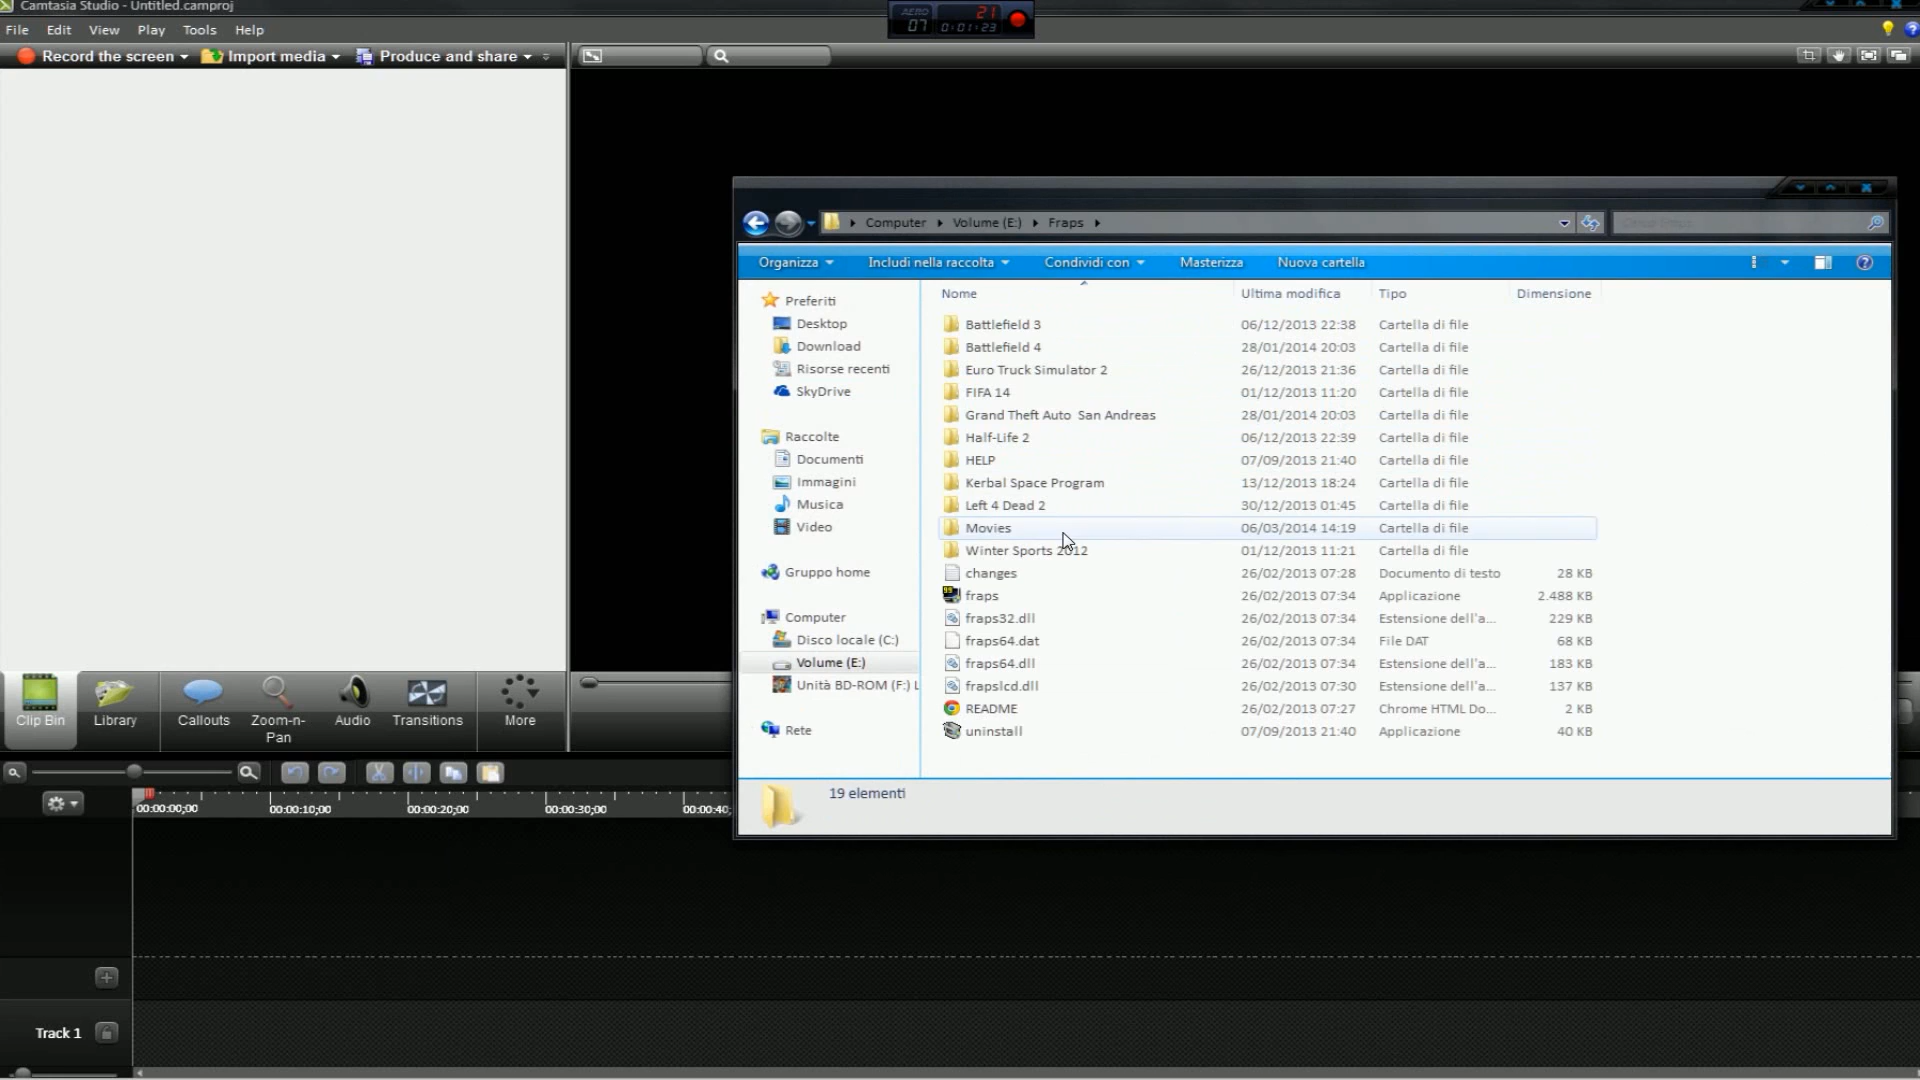 Camtasia Studio - Untitled.camproj
AERO 07 21 0:01:23
File Edit View Play Tools Help
Record the screen Import media Produce and share
Computer Volume (E:) Fraps
Organizza Includi nella raccolta Condividi con Masterizza Nuova cartella
Preferiti
Desktop
Download
Risorse recenti
SkyDrive
Raccolte
Documenti
Immagini
Musica
Video
Gruppo home
Computer
Disco locale (C:)
Volume (E:)
Unità BD-ROM (F:) L
Rete
Nome Ultima modifica Tipo Dimensione
Battlefield 3 06/12/2013 22:38 Cartella di file
Battlefield 4 28/01/2014 20:03 Cartella di file
Euro Truck Simulator 2 26/12/2013 21:36 Cartella di file
FIFA 14 01/12/2013 11:20 Cartella di file
Grand Theft Auto San Andreas 28/01/2014 20:03 Cartella di file
Half-Life 2 06/12/2013 22:39 Cartella di file
HELP 07/09/2013 21:40 Cartella di file
Kerbal Space Program 13/12/2013 18:24 Cartella di file
Left 4 Dead 2 30/12/2013 01:45 Cartella di file
Movies 06/03/2014 14:19 Cartella di file
Winter Sports 2012 01/12/2013 11:21 Cartella di file
changes 26/02/2013 07:28 Documento di testo 28 KB
fraps 26/02/2013 07:34 Applicazione 2.488 KB
fraps32.dll 26/02/2013 07:34 Estensione dell'a... 229 KB
fraps64.dat 26/02/2013 07:34 File DAT 68 KB
fraps64.dll 26/02/2013 07:34 Estensione dell'a... 183 KB
frapslcd.dll 26/02/2013 07:30 Estensione dell'a... 137 KB
README 26/02/2013 07:27 Chrome HTML Do... 2 KB
uninstall 07/09/2013 21:40 Applicazione 40 KB
19 elementi
Clip Bin Library Callouts Zoom-n-Pan Audio Transitions More
00:00:00;00 00:00:10;00 00:00:20;00 00:00:30;00 00:00:40;
Track 1